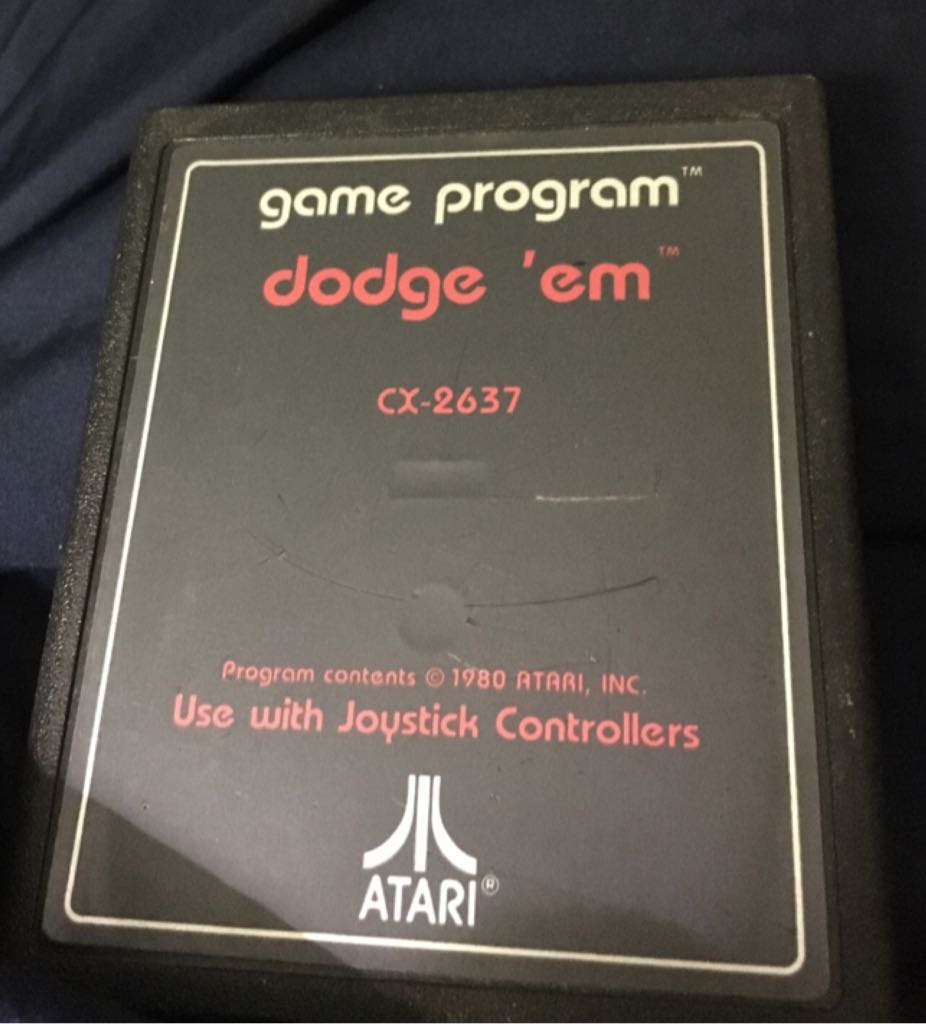 game program™
dodge 'em™
CX-2637
Program contents © 1980 ATARI, INC.
Use with Joystick Controllers
ATARI®